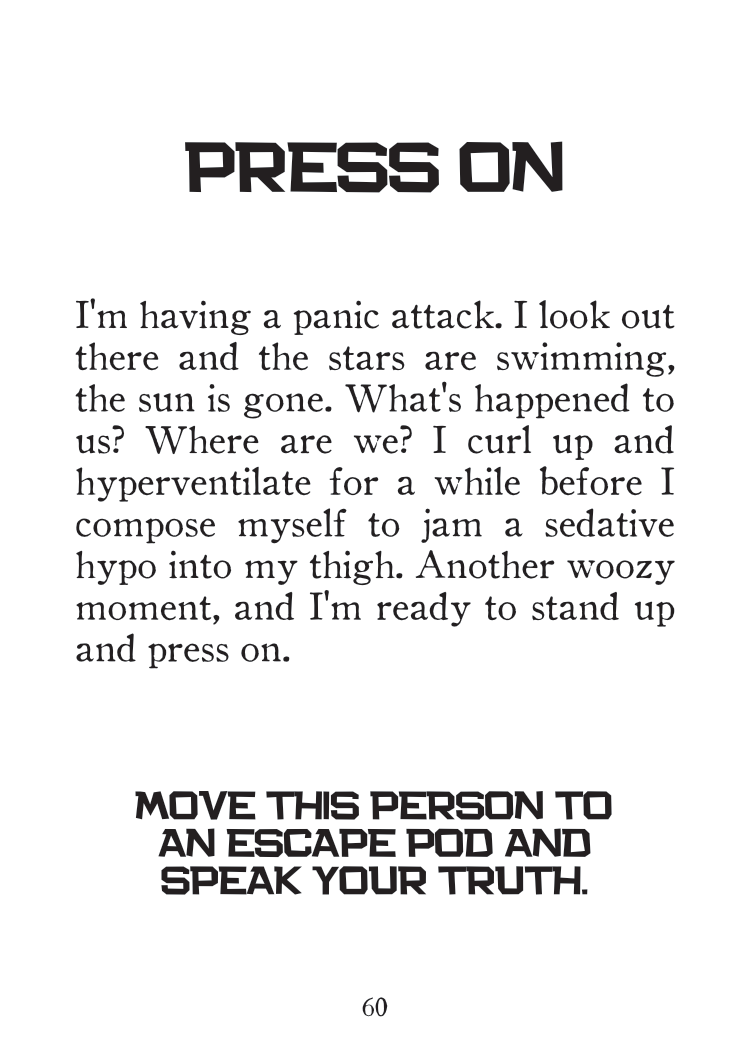 PRESS ON
I'm having a panic attack. I look out
there and the stars are swimming,
the sun is gone. What's happened to
us? Where are we? I curl up and
hyperventilate for a while before I
compose myself to jam a sedative
hypo into my thigh. Another woozy
moment, and I'm ready to stand up
and press on.
MOVE THIS PERSON TO
AN ESCAPE POD AND
SPEAK YOUR TRUTH.
60